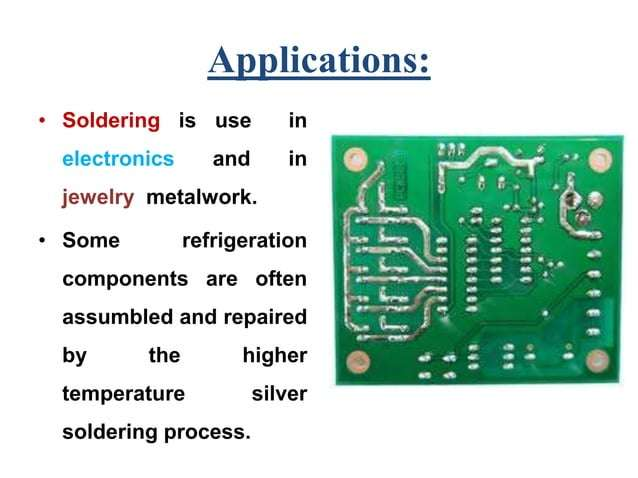 Applications:
• Soldering is use in
electronics and in
jewelry metalwork.
• Some refrigeration
components are often
assumbled and repaired
by the higher
temperature silver
soldering process.